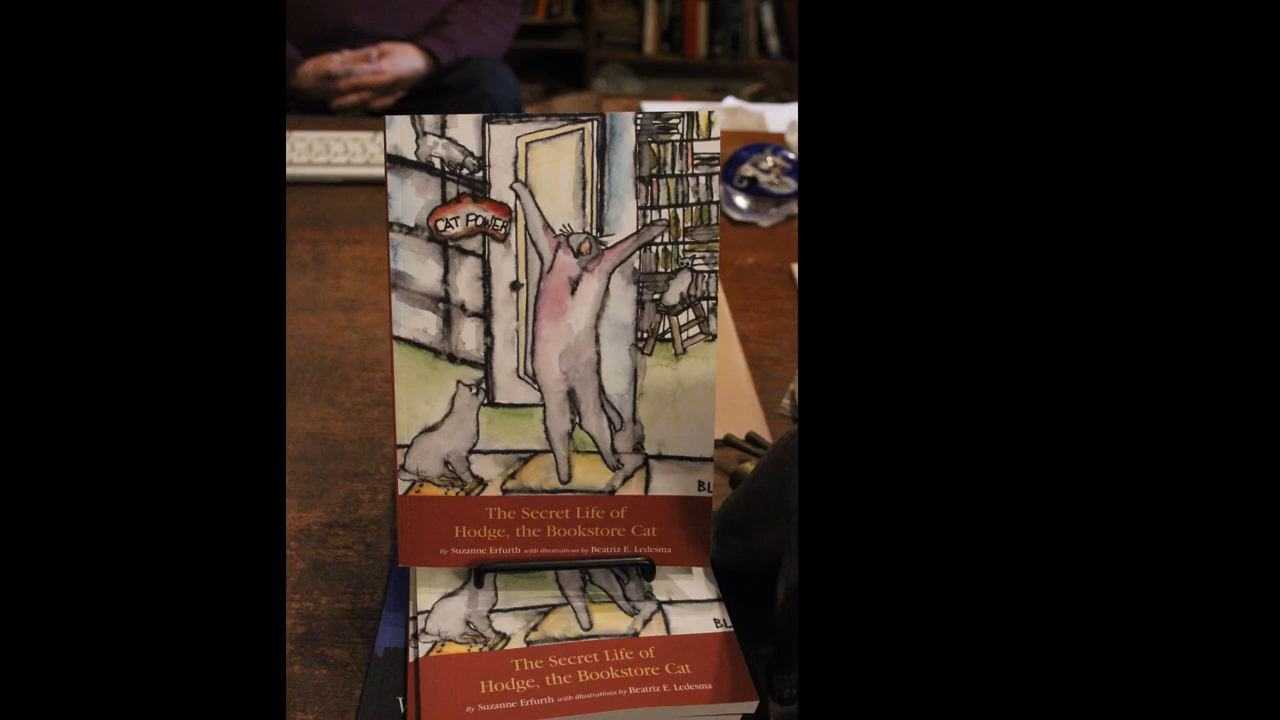 CAT POWER
BL
The Secret Life of
Hodge, the Bookstore Cat
By Suzanne Erfurth with illustrations by Beatriz E. Ledesma
BL
The Secret Life of
Hodge, the Bookstore Cat
By Suzanne Erfurth with illustrations by Beatriz E. Ledesma